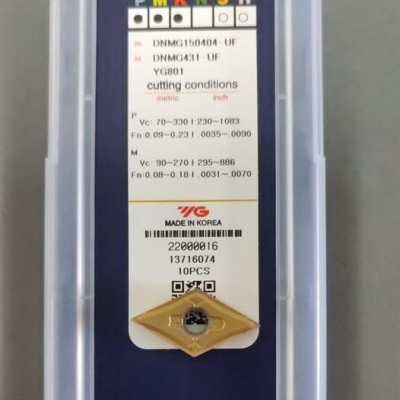 P M K N S H
m DNMG150404-UF
in DNMG431-UF
YG801
cutting conditions
metric inch
P
Vc: 70~330 | 230~1083
Fn: 0.09~0.23 | .0035~.0090
M
Vc: 90~270 | 295~886
Fn: 0.08~0.18 | .0031~.0070
YG
MADE IN KOREA
22000016
13716074
10PCS